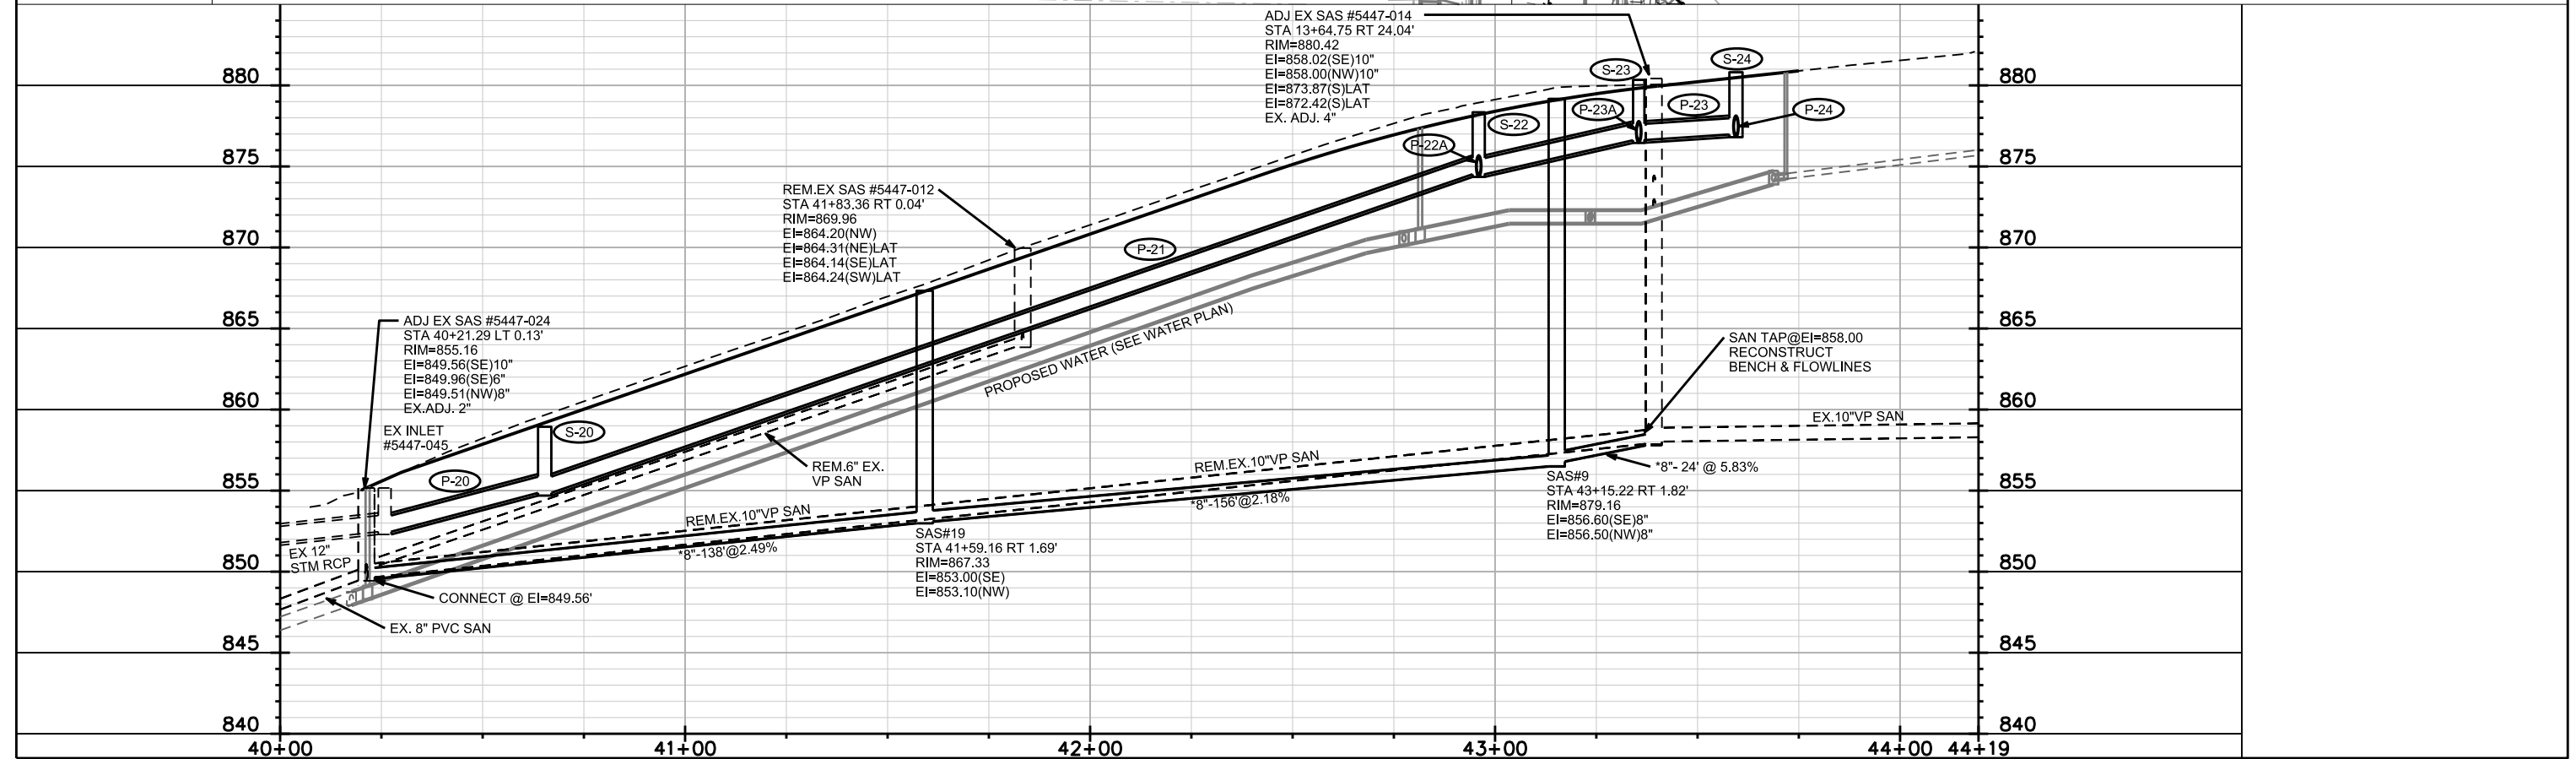 ADJ EX SAS #5447-014
STA 13+64.75 RT 24.04'
RIM=880.42
EI=858.02(SE)10"
EI=858.00(NW)10"
EI=873.87(S)LAT
EI=872.42(S)LAT
EX. ADJ. 4"
S-23
S-24
880
880
P-23A
P-23
P-24
S-22
P-22A
875
875
REM.EX SAS #5447-012
STA 41+83.36 RT 0.04'
RIM=869.96
EI=864.20(NW)
EI=864.31(NE)LAT
EI=864.14(SE)LAT
EI=864.24(SW)LAT
870
870
P-21
865
865
ADJ EX SAS #5447-024
STA 40+21.29 LT 0.13'
RIM=855.16
EI=849.56(SE)10"
EI=849.96(SE)6"
EI=849.51(NW)8"
EX.ADJ. 2"
PROPOSED WATER (SEE WATER PLAN)
SAN TAP@EI=858.00
RECONSTRUCT
BENCH & FLOWLINES
860
860
EX INLET
#5447-045
S-20
EX.10"VP SAN
P-20
REM.6" EX.
VP SAN
REM.EX.10"VP SAN
*8"- 24' @ 5.83%
855
855
SAS#9
STA 43+15.22 RT 1.82'
RIM=879.16
EI=856.60(SE)8"
EI=856.50(NW)8"
REM.EX.10"VP SAN
*8"-156'@2.18%
SAS#19
STA 41+59.16 RT 1.69'
RIM=867.33
EI=853.00(SE)
EI=853.10(NW)
*8"-138'@2.49%
EX 12"
STM RCP
850
850
CONNECT @ EI=849.56'
EX. 8" PVC SAN
845
845
840
840
40+00
41+00
42+00
43+00
44+00
44+19